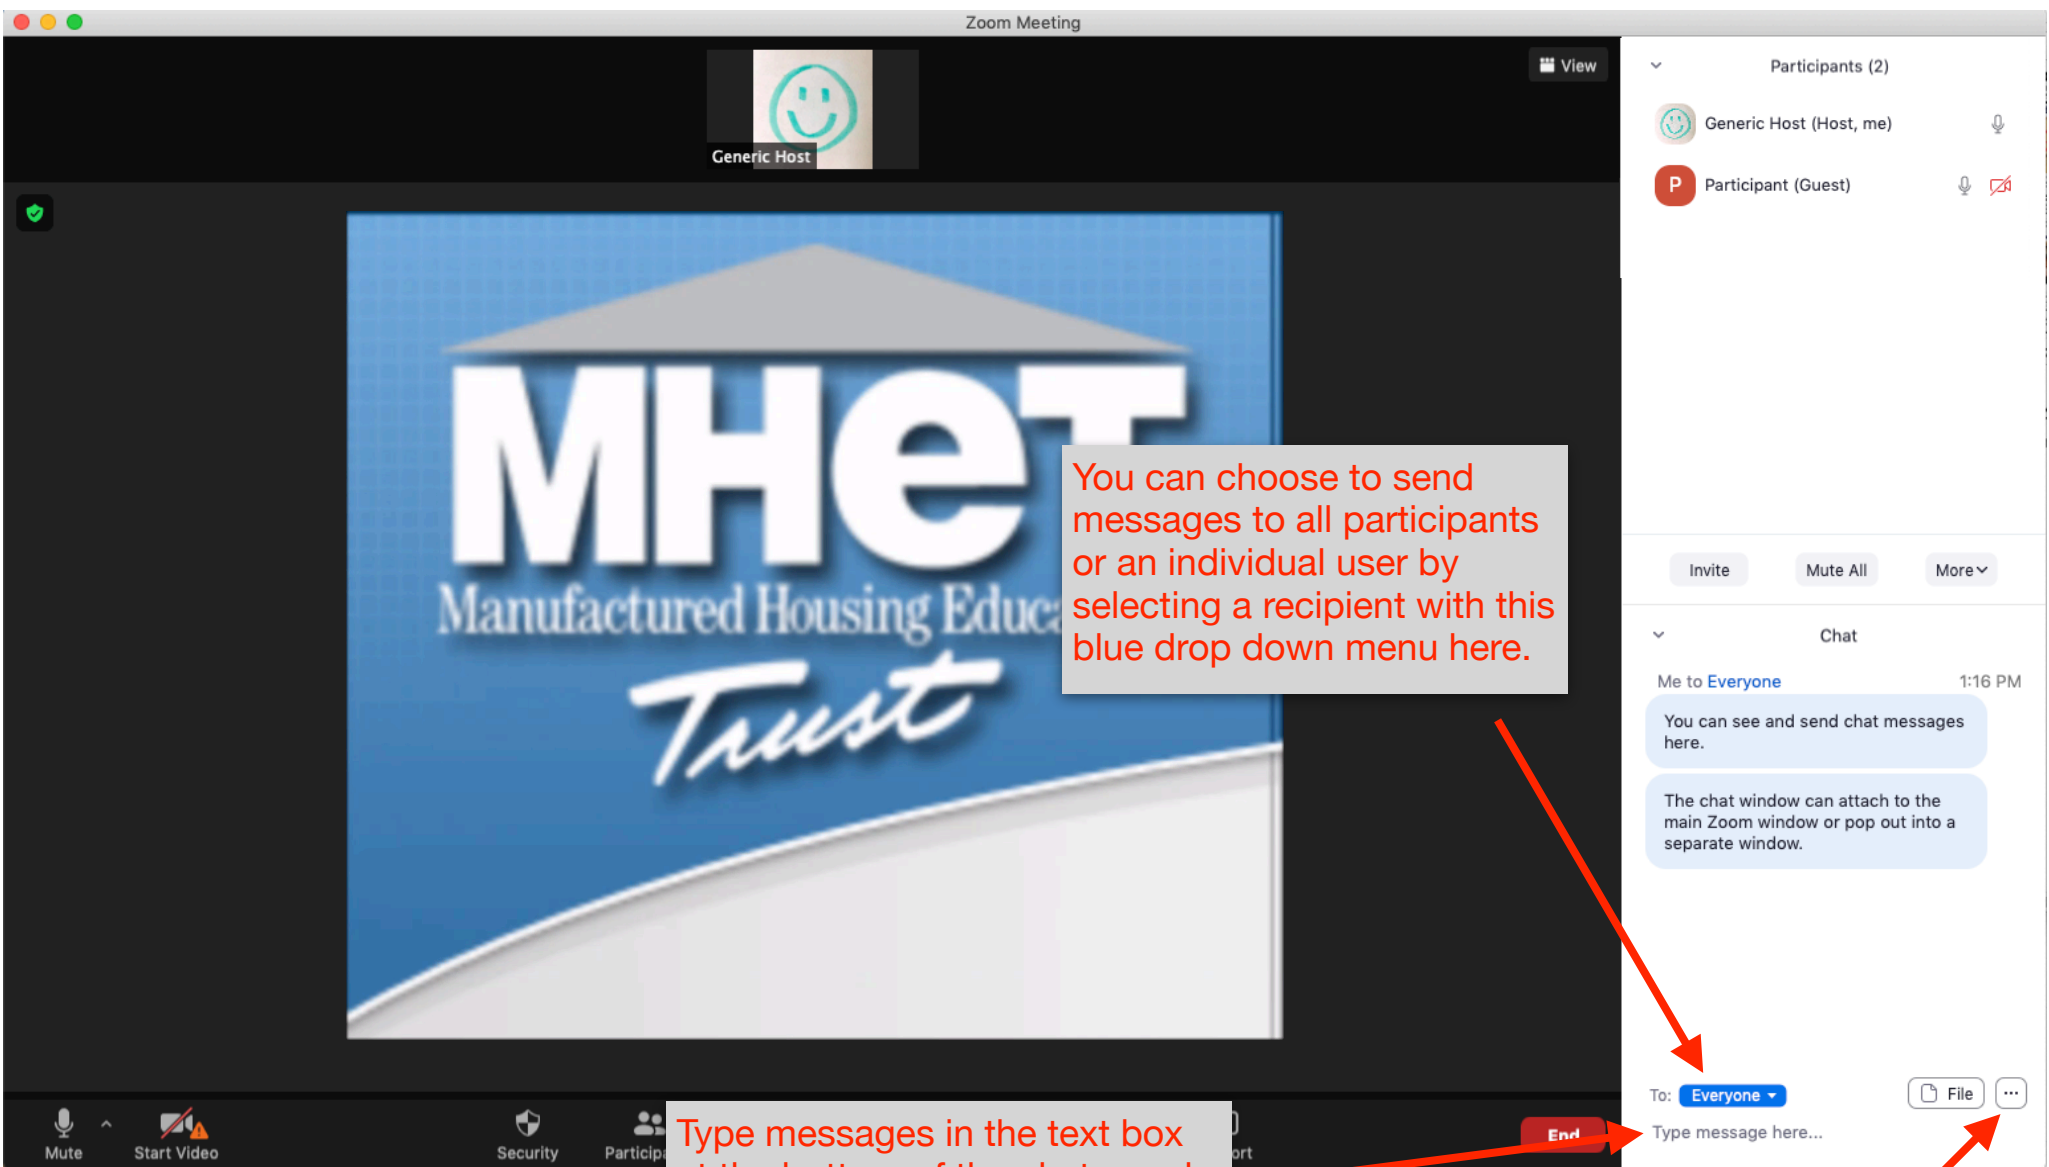 Zoom Meeting
View
Generic Host
Participants (2)
Generic Host (Host, me)
P
Participant (Guest)
MHeT
Manufactured Housing
Trust
You can choose to send
messages to all participants
or an individual user by
selecting a recipient with this
blue drop down menu here.
Invite
Mute All
More
Chat
Me to Everyone
1:16 PM
You can see and send chat messages
here.
The chat window can attach to the
main Zoom window or pop out into a
separate window.
To: Everyone
File
...
Type message here...
Mute
Start Video
Security
Type messages in the text box
End